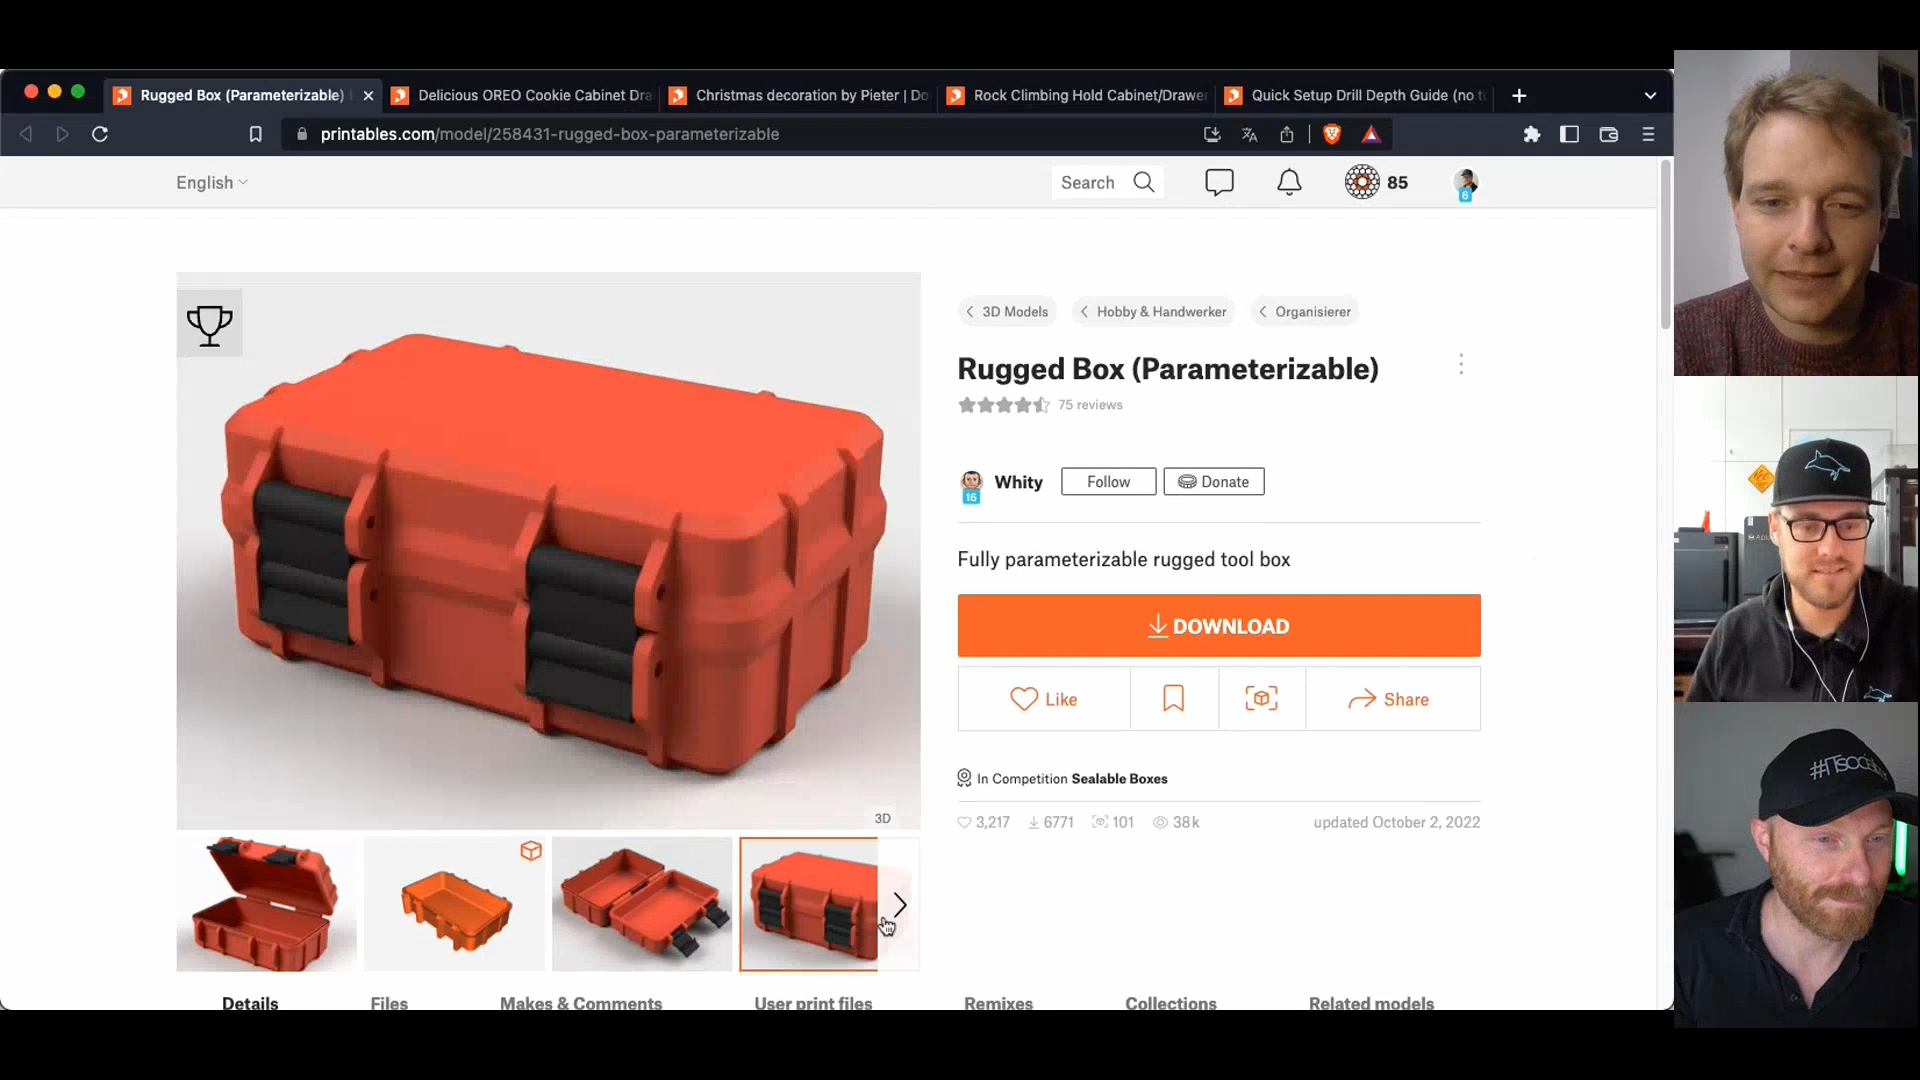 Rugged Box (Parameterizable)
Delicious OREO Cookie Cabinet Dra
Christmas decoration by Pieter | Do
Rock Climbing Hold Cabinet/Drawer
Quick Setup Drill Depth Guide (no t
printables.com/model/258431-rugged-box-parameterizable
English
Search
85
6
3D Models
Hobby & Handwerker
Organisierer
Rugged Box (Parameterizable)
75 reviews
Whity
16
Follow
Donate
Fully parameterizable rugged tool box
DOWNLOAD
Like
Share
In Competition Sealable Boxes
3,217
6771
101
38k
updated October 2, 2022
3D
Details
Files
Makes & Comments
User print files
Remixes
Collections
Related models